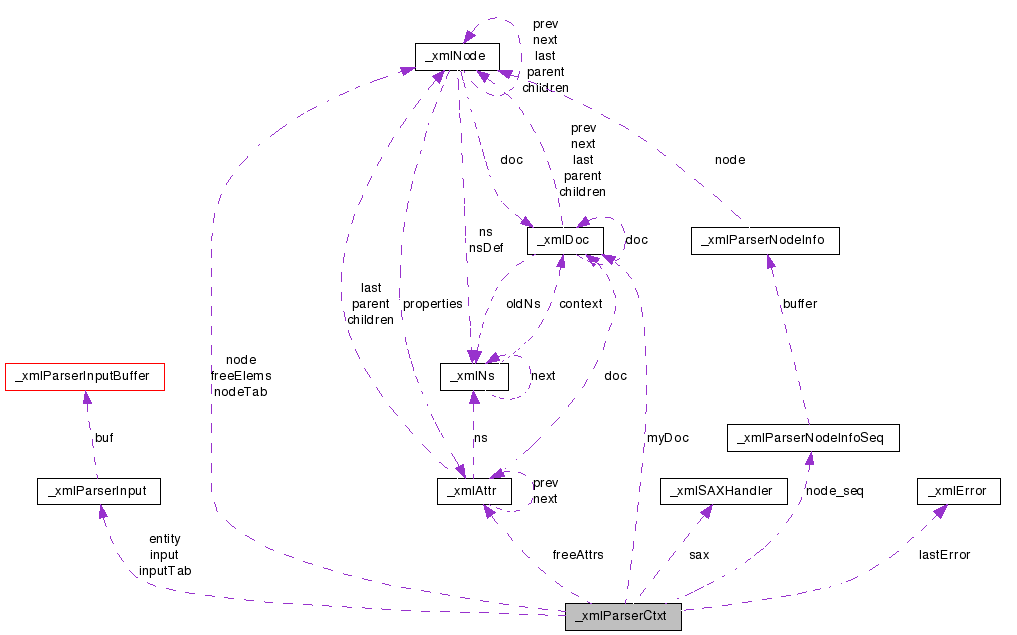 prev
next
last
parent
children
_xmlNode
prev
next
last
parent
children
doc
node
ns
nsDef
_xmlDoc
doc
_xmlParserNodeInfo
last
parent
children
properties
oldNs
context
buffer
node
freeElems
nodeTab
_xmlParserInputBuffer
_xmlNs
next
doc
buf
ns
myDoc
_xmlParserNodeInfoSeq
_xmlParserInput
_xmlAttr
prev
next
_xmlSAXHandler
node_seq
_xmlError
entity
input
inputTab
freeAttrs
sax
lastError
_xmlParserCtxt